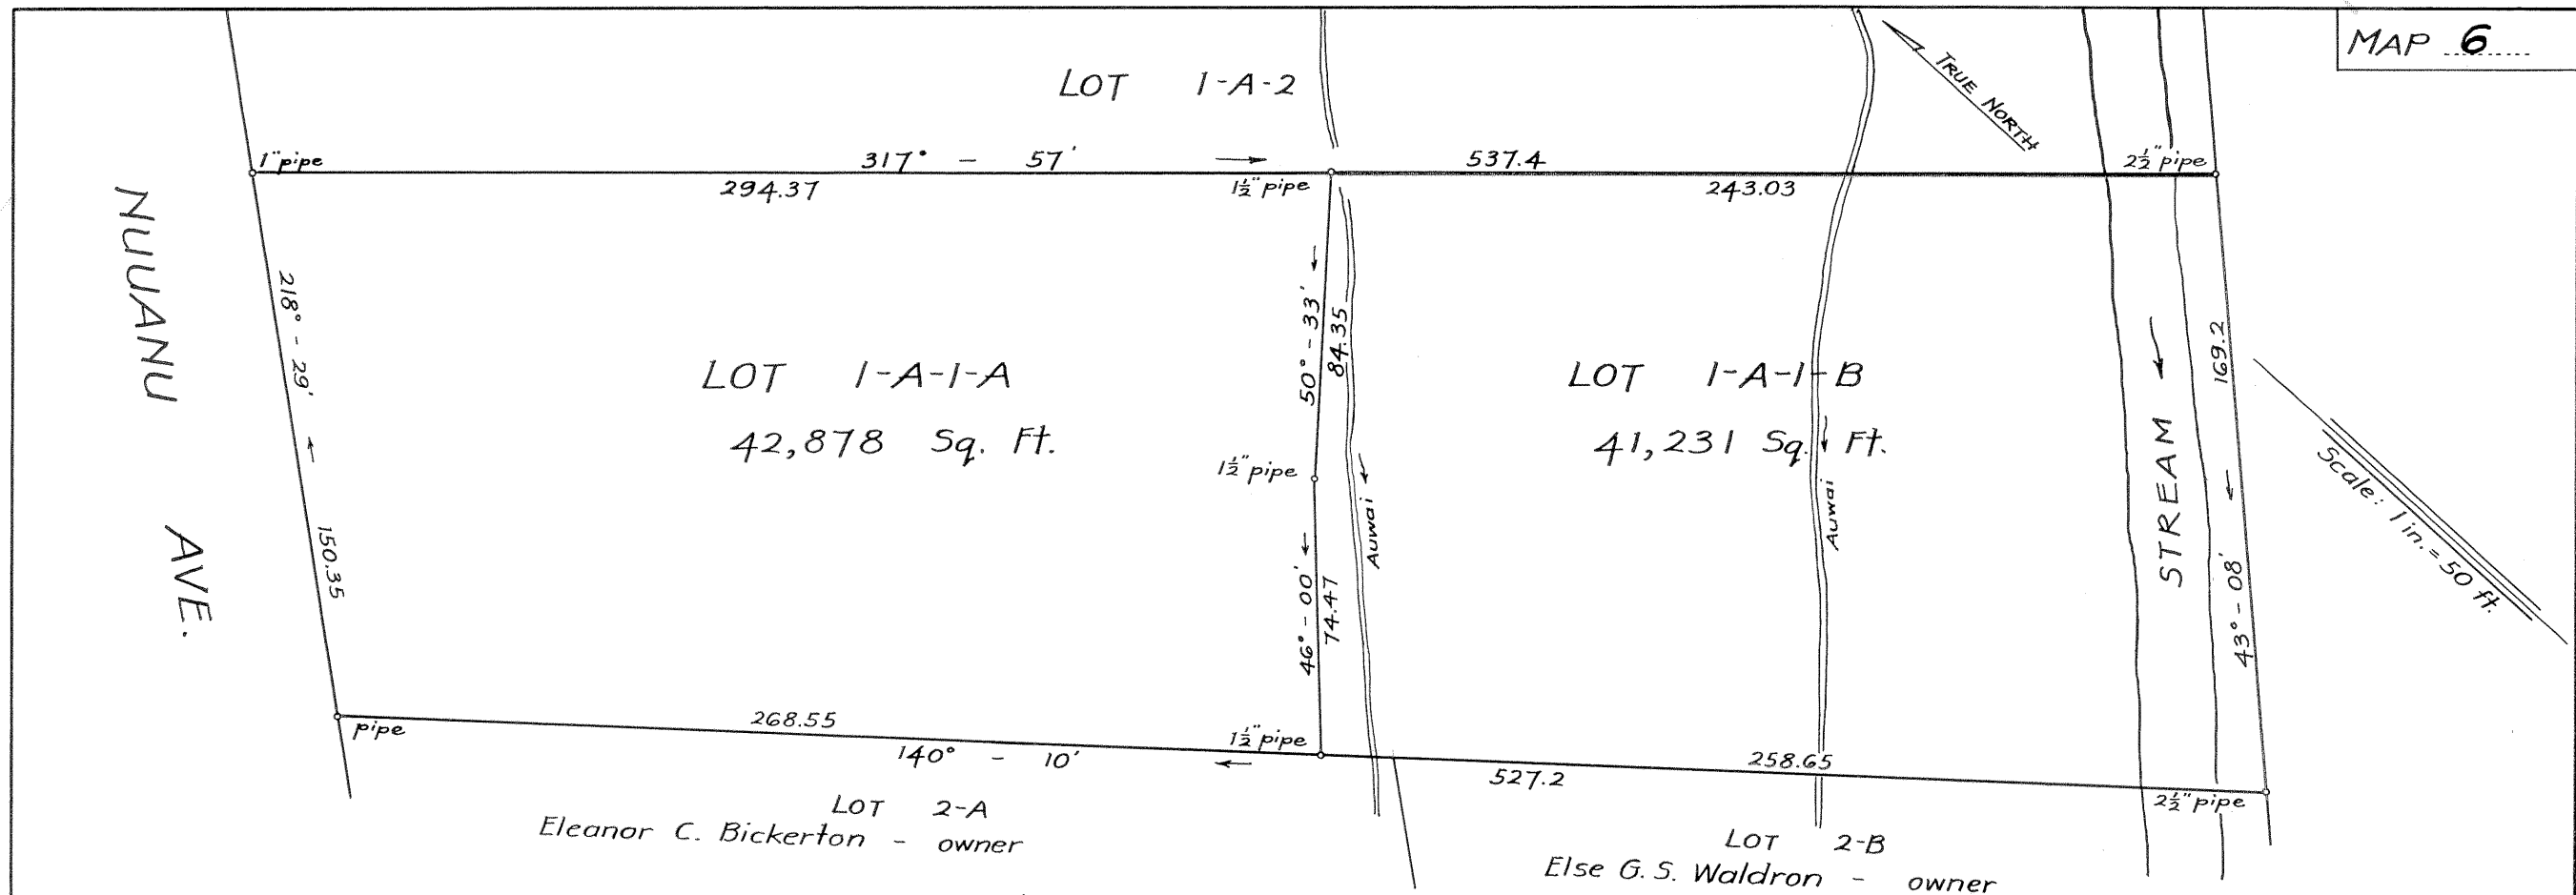 MAP 6
LOT 1-A-2
TRUE NORTH
1" pipe
317° - 57'
537.4
2½" pipe
294.37
1½" pipe
243.03
NUUANU AVE.
218° - 29'
150.35
50° - 33'
84.35
LOT 1-A-1-A
42,878 Sq. Ft.
LOT 1-A-1-B
41,231 Sq. Ft.
1½" pipe
46° - 00'
74.47
Auwai
Auwai
STREAM
169.2
43° - 08'
Scale: 1 in. = 50 ft.
pipe
268.55
140° - 10'
1½" pipe
527.2
258.65
2½" pipe
LOT 2-A
Eleanor C. Bickerton - owner
LOT 2-B
Else G. S. Waldron - owner